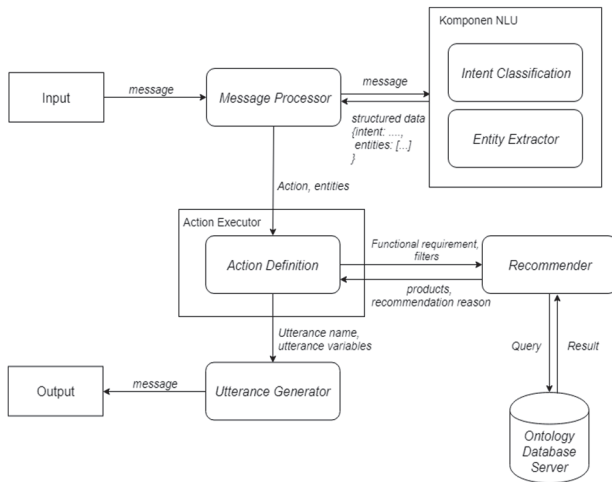 Komponen NLU
Input
message
Message Processor
message
Intent Classification
structured data
{intent: ....,
entities: [...]
}
Entity Extractor
Action, entities
Action Executor
Action Definition
Functional requirement,
filters
Recommender
products,
recommendation reason
Utterance name,
utterance variables
Query
Result
Output
message
Utterance Generator
Ontology
Database
Server